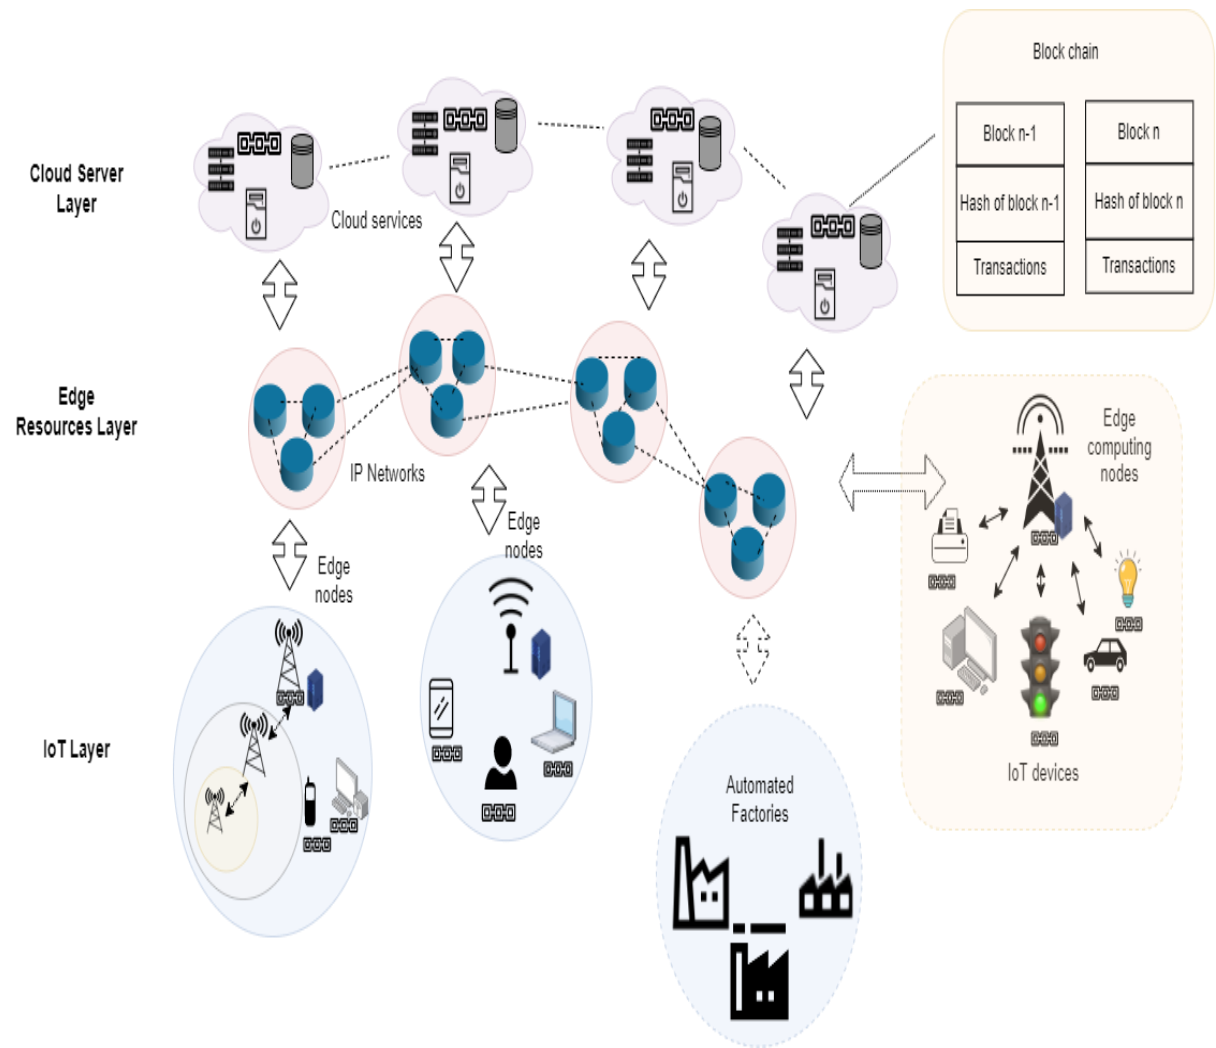 Block chain
Block n-1
Block n
Hash of block n-1
Hash of block n
Transactions
Transactions
Cloud Server
Layer
Cloud services
Edge
Resources Layer
IP Networks
Edge
computing
nodes
Edge
nodes
Edge
nodes
IoT Layer
IoT devices
Automated
Factories